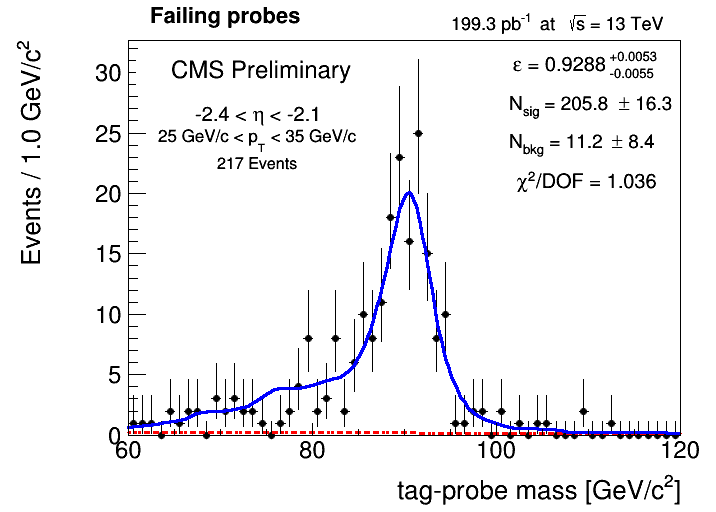 Failing probes
199.3 pb⁻¹ at √s = 13 TeV
CMS Preliminary
-2.4 < η < -2.1
25 GeV/c < p_T < 35 GeV/c
217 Events
ε = 0.9288 +0.0053 -0.0055
N_sig = 205.8 ± 16.3
N_bkg = 11.2 ± 8.4
χ²/DOF = 1.036
Events / 1.0 GeV/c²
30
25
20
15
10
5
0
60 80 100 120
tag-probe mass [GeV/c²]